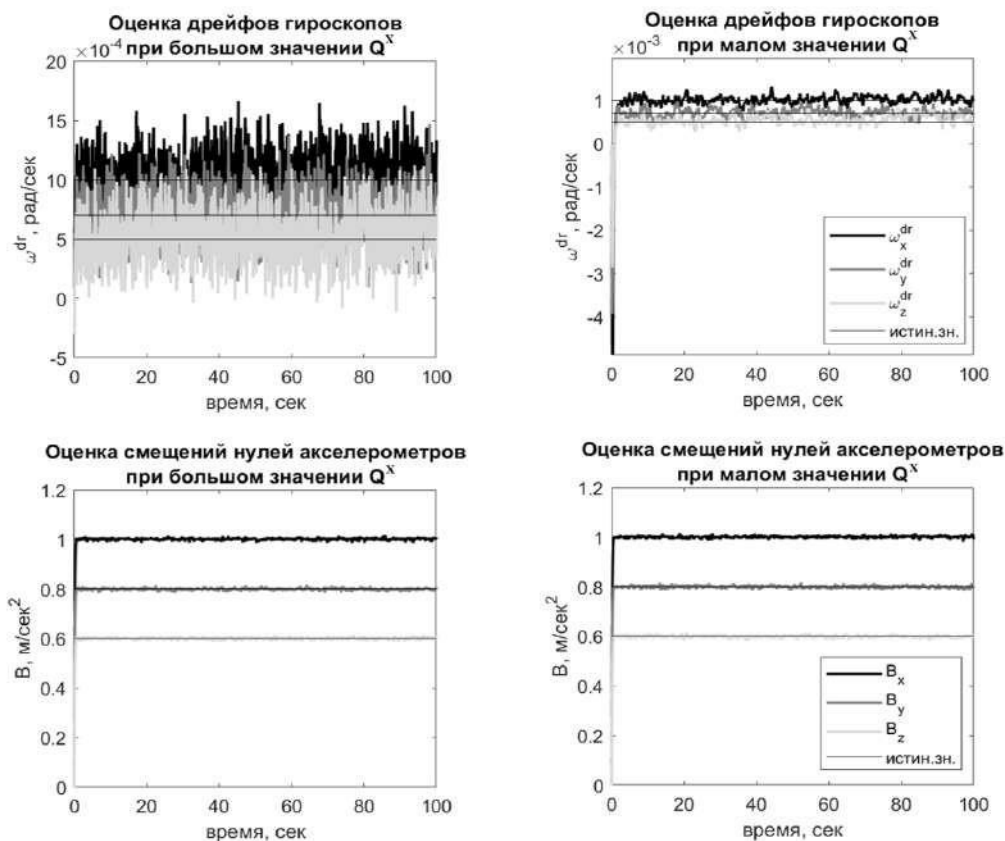 Оценка дрейфов гироскопов
при большом значении Q^x
×10^-4
20
15
10
5
0
-5
ω^dr, рад/сек
0 20 40 60 80 100
время, сек
Оценка дрейфов гироскопов
при малом значении Q^x
×10^-3
1
0
-1
-2
-3
-4
ω^dr, рад/сек
ω_x^dr
ω_y^dr
ω_z^dr
истин.зн.
0 20 40 60 80 100
время, сек
Оценка смещений нулей акселерометров
при большом значении Q^x
1.2
1
0.8
0.6
0.4
0.2
0
B, м/сек^2
0 20 40 60 80 100
время, сек
Оценка смещений нулей акселерометров
при малом значении Q^x
1.2
1
0.8
0.6
0.4
0.2
0
B, м/сек^2
B_x
B_y
B_z
истин.зн.
0 20 40 60 80 100
время, сек